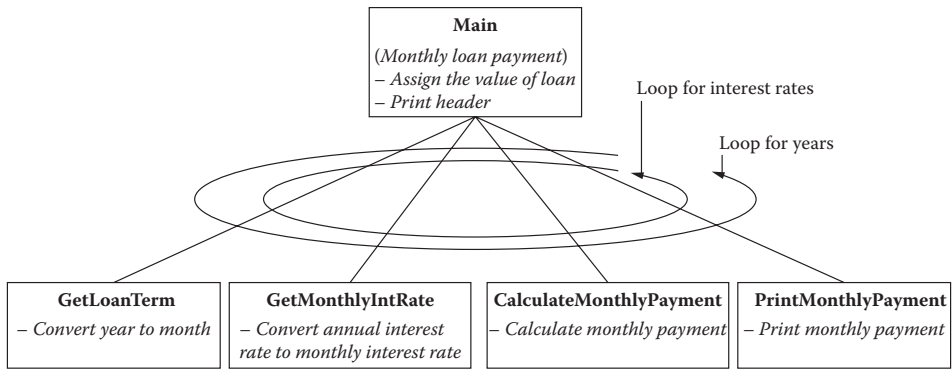 Main
(Monthly loan payment)
– Assign the value of loan
– Print header
Loop for interest rates
Loop for years
GetLoanTerm
– Convert year to month
GetMonthlyIntRate
– Convert annual interest
rate to monthly interest rate
CalculateMonthlyPayment
– Calculate monthly payment
PrintMonthlyPayment
– Print monthly payment